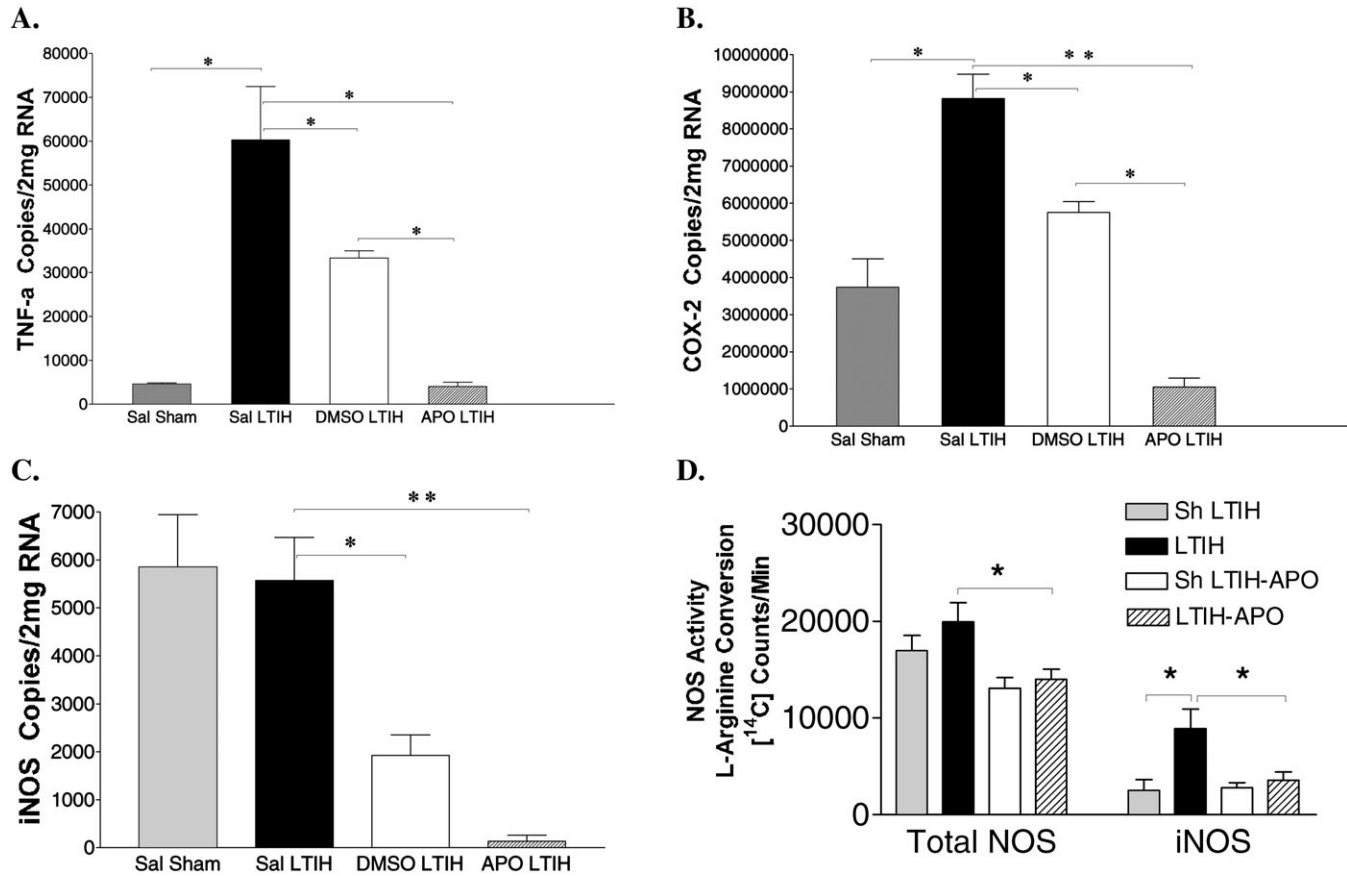 A.
TNF-a Copies/2mg RNA
80000
70000
60000
50000
40000
30000
20000
10000
0
*
*
*
*
Sal Sham Sal LTIH DMSO LTIH APO LTIH
B.
COX-2 Copies/2mg RNA
10000000
9000000
8000000
7000000
6000000
5000000
4000000
3000000
2000000
1000000
0
*
* *
*
*
Sal Sham Sal LTIH DMSO LTIH APO LTIH
C.
iNOS Copies/2mg RNA
7000
6000
5000
4000
3000
2000
1000
0
* *
*
Sal Sham Sal LTIH DMSO LTIH APO LTIH
D.
NOS Activity
L-Arginine Conversion
[¹⁴C] Counts/Min
30000
20000
10000
0
Sh LTIH
LTIH
Sh LTIH-APO
LTIH-APO
*
*
*
Total NOS iNOS